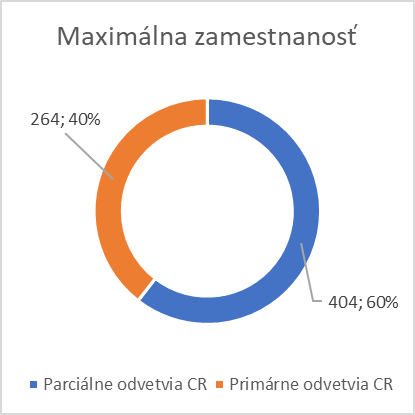 Maximálna zamestnanosť
264; 40%
404; 60%
Parciálne odvetvia CR Primárne odvetvia CR